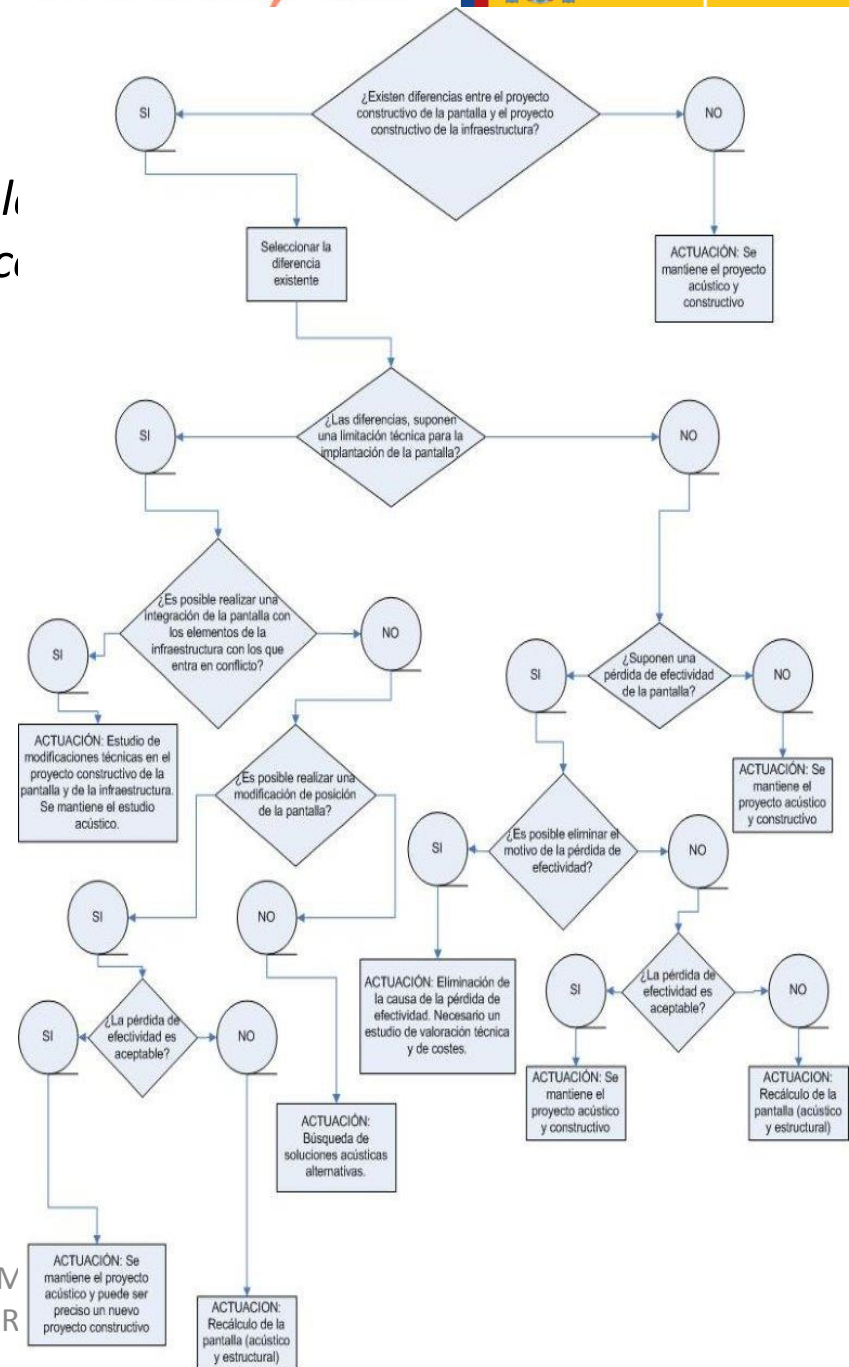 ¿Existen diferencias entre el proyecto
constructivo de la pantalla y el proyecto
constructivo de la infraestructura?
SI
NO
Seleccionar la
diferencia
existente
ACTUACIÓN: Se
mantiene el proyecto
acústico y
constructivo
¿Las diferencias, suponen
una limitación técnica para la
implantación de la pantalla?
SI
NO
¿Es posible realizar una
integración de la pantalla con
los elementos de la
infraestructura con los que
entra en conflicto?
SI
NO
¿Suponen una
pérdida de efectividad
de la pantalla?
SI
NO
ACTUACIÓN: Estudio de
modificaciones técnicas en el
proyecto constructivo de la
pantalla y de la infraestructura.
Se mantiene el estudio
acústico.
¿Es posible realizar una
modificación de posición
de la pantalla?
ACTUACIÓN: Se
mantiene el
proyecto acústico
y constructivo
¿Es posible eliminar el
motivo de la pérdida de
efectividad?
SI
NO
SI
NO
ACTUACIÓN: Eliminación de
la causa de la pérdida de
efectividad. Necesario un
estudio de valoración técnica
y de costes.
¿La pérdida de
efectividad es
aceptable?
SI
NO
¿La pérdida de
efectividad es
aceptable?
SI
NO
ACTUACIÓN: Se
mantiene el
proyecto acústico
y constructivo
ACTUACION:
Recálculo de la
pantalla (acústico
y estructural)
ACTUACIÓN:
Búsqueda de
soluciones acústicas
alternativas.
ACTUACIÓN: Se
mantiene el proyecto
acústico y puede ser
preciso un nuevo
proyecto constructivo
ACTUACION:
Recálculo de la
pantalla (acústico
y estructural)